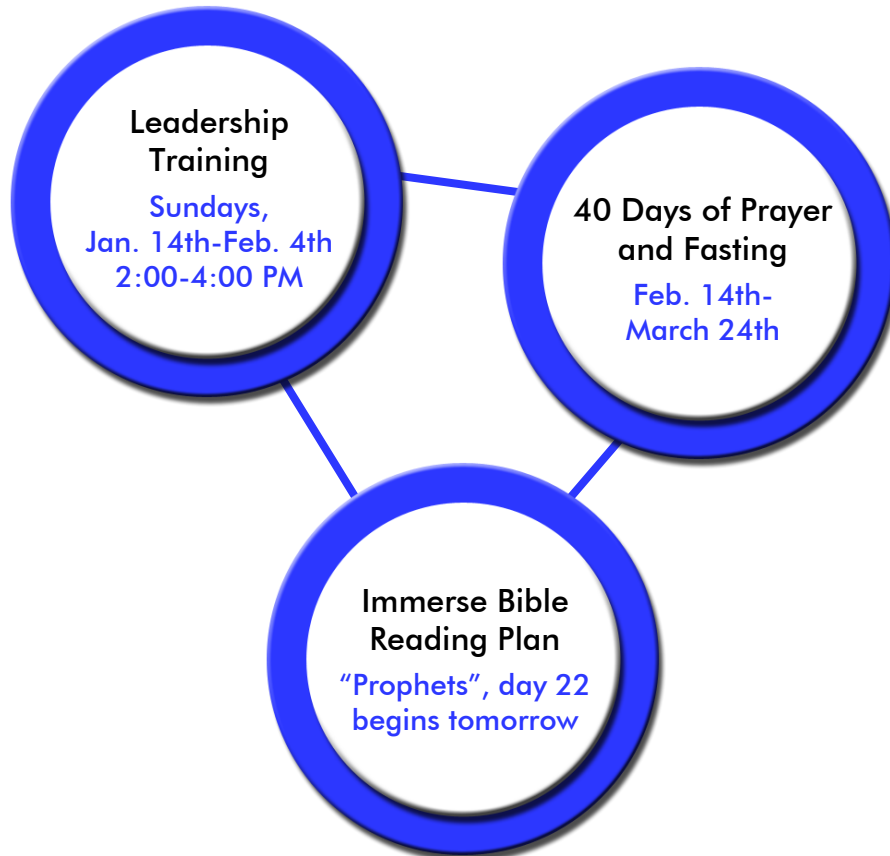 Leadership
Training
Sundays,
Jan. 14th-Feb. 4th
2:00-4:00 PM
40 Days of Prayer
and Fasting
Feb. 14th-
March 24th
Immerse Bible
Reading Plan
“Prophets”, day 22
begins tomorrow